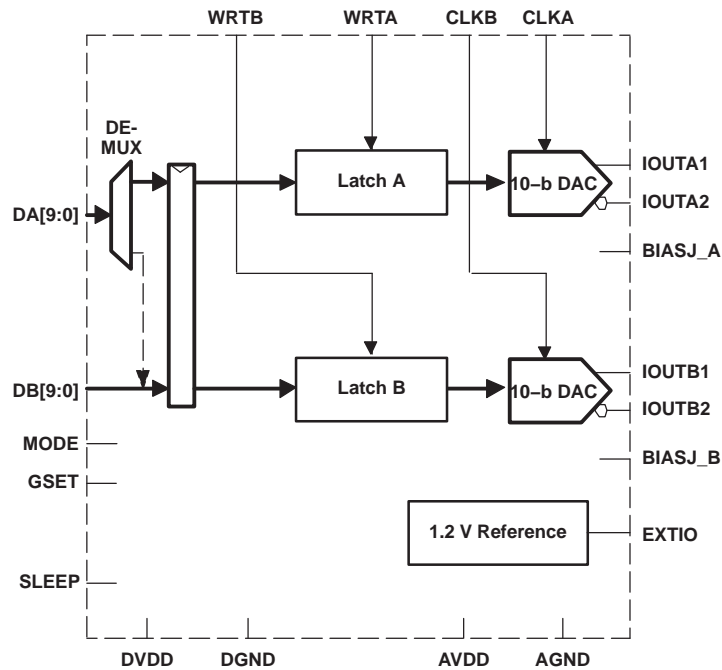 WRTB WRTA CLKB CLKA
DE-
MUX
IOUTA1
Latch A
10–b DAC
IOUTA2
DA[9:0]
BIASJ_A
IOUTB1
DB[9:0]
Latch B
10–b DAC
IOUTB2
MODE
BIASJ_B
GSET
1.2 V Reference
EXTIO
SLEEP
DVDD DGND AVDD AGND